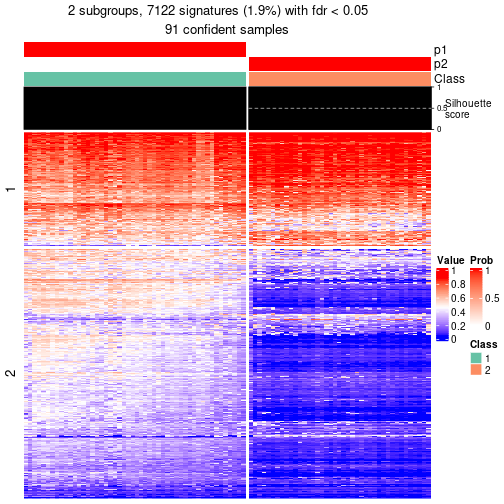 2 subgroups, 7122 signatures (1.9%) with fdr < 0.05
91 confident samples
p1
p2
Class
1
0.5
0
Silhouette
score
1
2
Value
1
0.8
0.6
0.4
0.2
0
Prob
1
0.5
0
Class
1
2